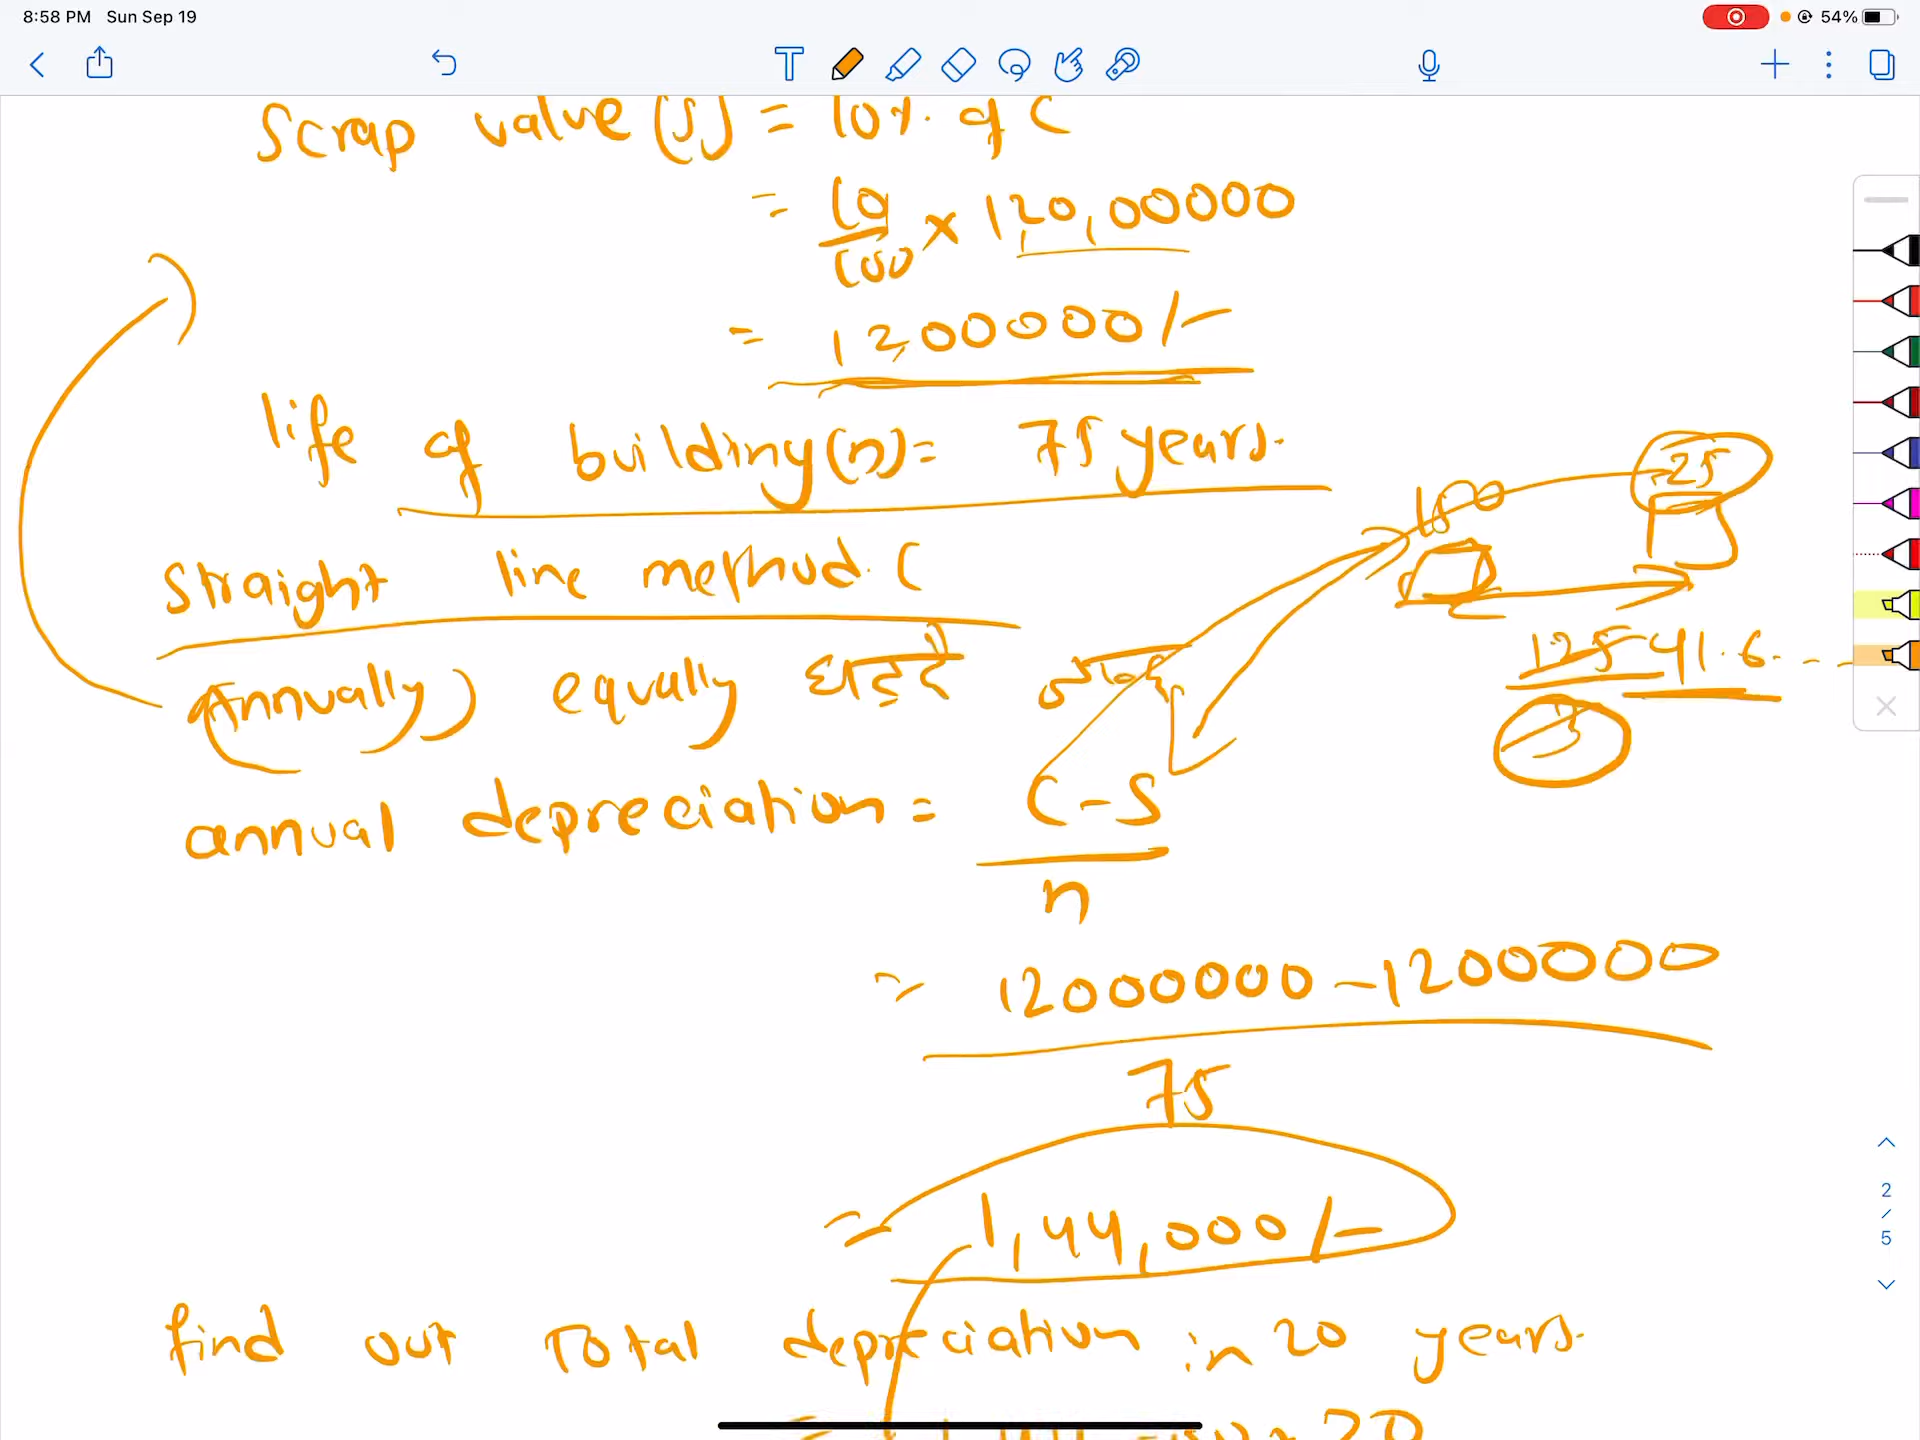 8:58 PM Sun Sep 19
54%
Scrap value (S) = 10%. of C
= 10/100 × 120,00000
= 1200000/-
life of building(n)= 75 years.
100
25
straight line method. (
125 41.6...
3
Annually) equally
annual depreciation = C-S
n
= 12000000 - 1200000
75
= 1,44,000/-
2
5
find out Total depreciation in 20 years.